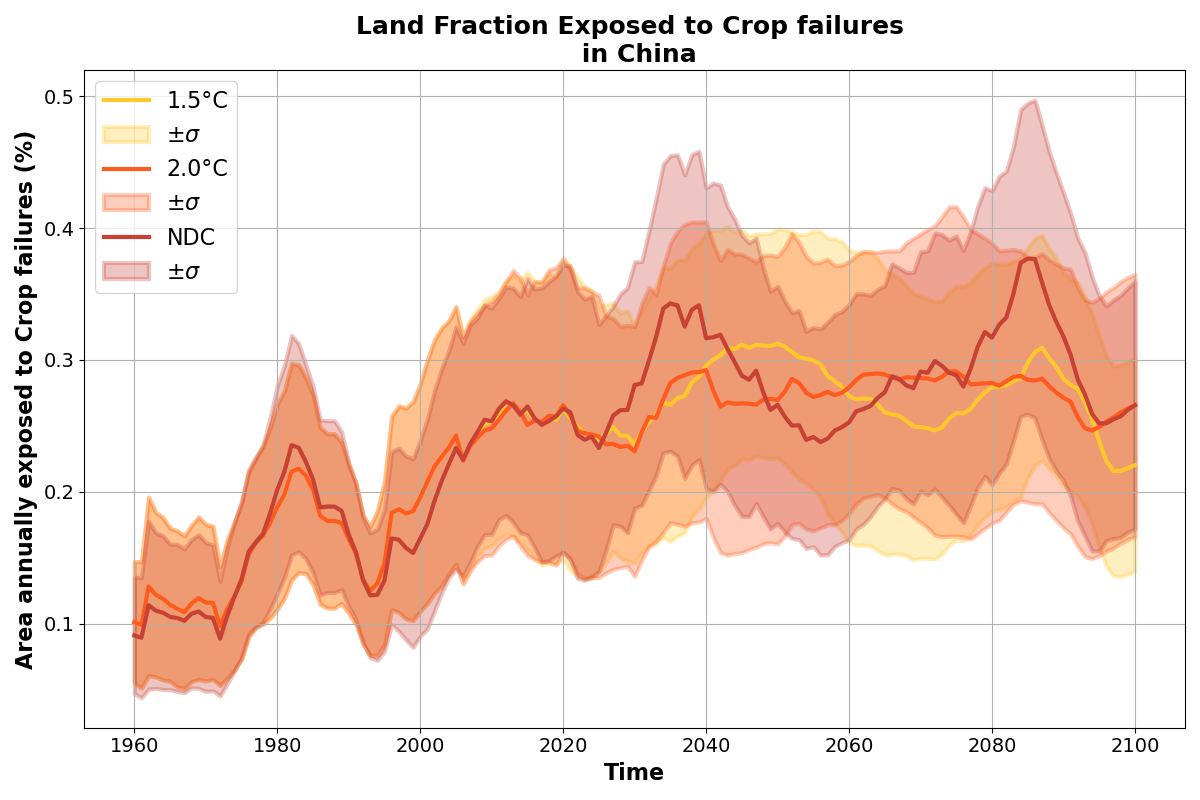 Land Fraction Exposed to Crop failures
in China
Area annually exposed to Crop failures (%)
0.5
0.4
0.3
0.2
0.1
1.5°C
±σ
2.0°C
±σ
NDC
±σ
1960 1980 2000 2020 2040 2060 2080 2100
Time